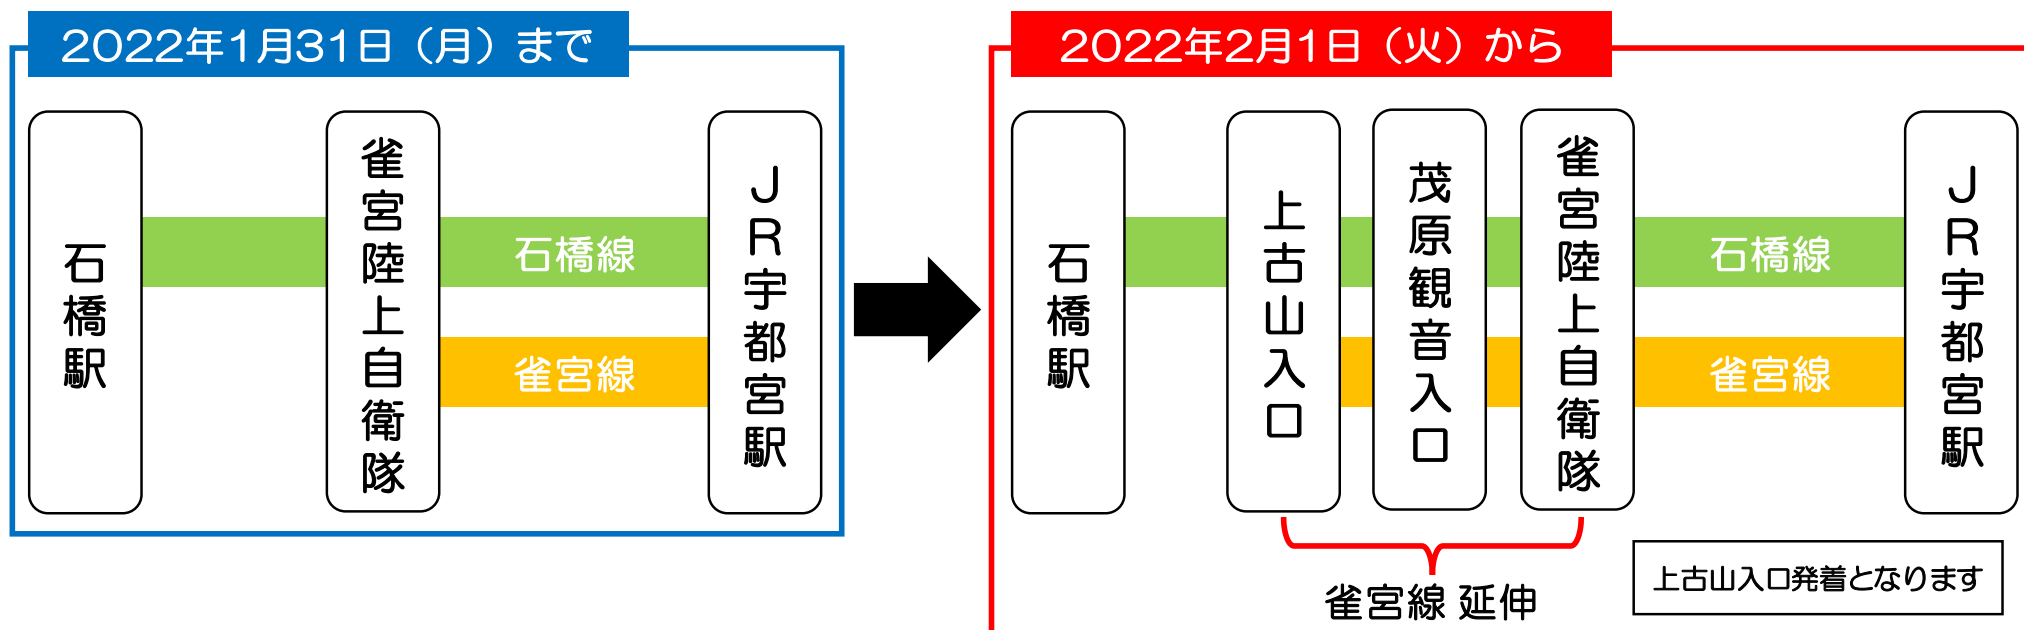 2022年1月31日（月）まで
石橋駅
雀宮陸上自衛隊
JR宇都宮駅
石橋線
雀宮線
2022年2月1日（火）から
石橋駅
上古山入口
茂原観音入口
雀宮陸上自衛隊
JR宇都宮駅
石橋線
雀宮線
雀宮線 延伸
上古山入口発着となります